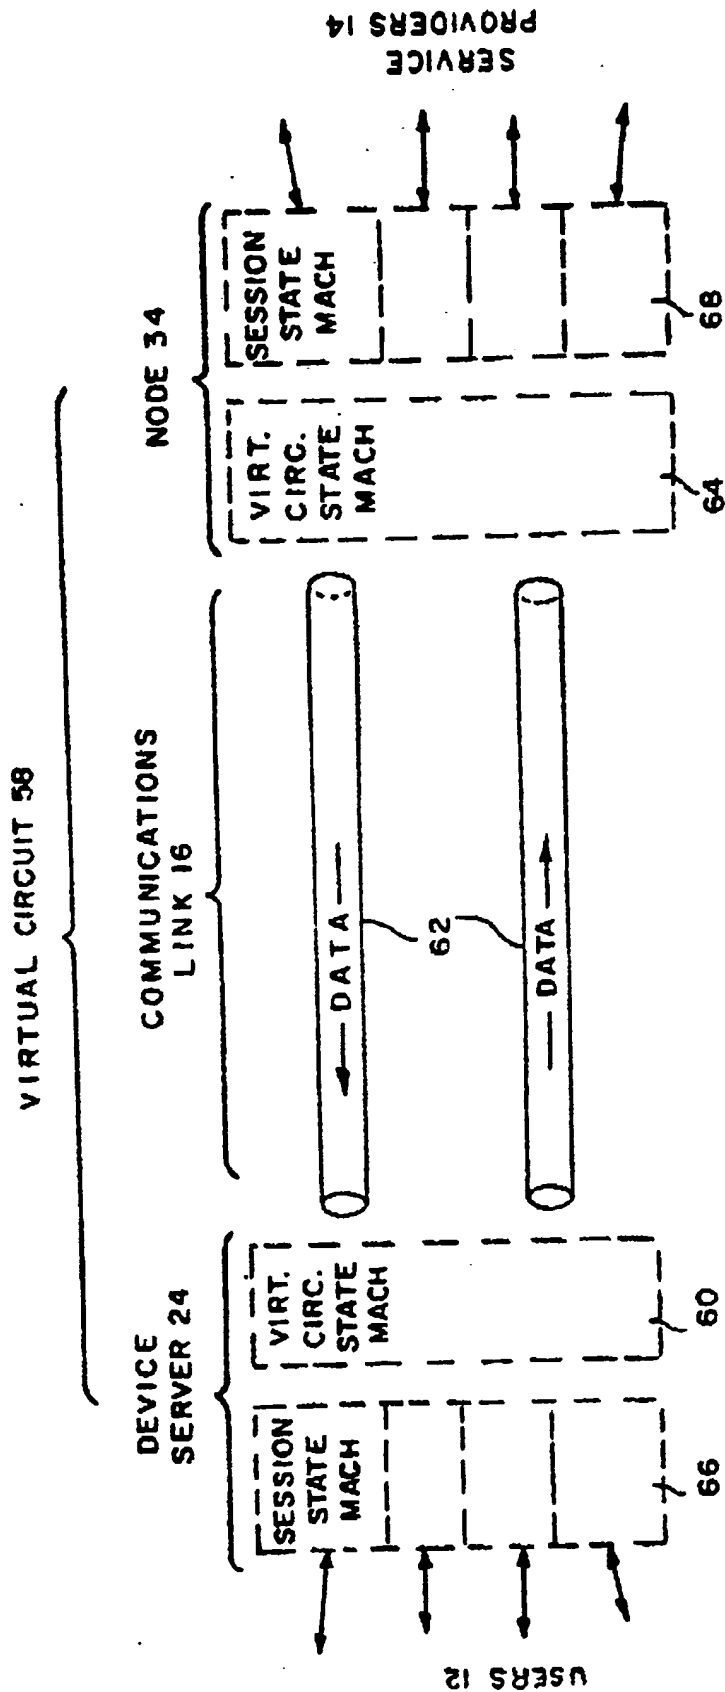 VIRTUAL CIRCUIT 58
COMMUNICATIONS
LINK 16
DEVICE
SERVER 24
NODE 34
SESSION
STATE
MACH
VIRT.
CIRC.
STATE
MACH
← DATA —
— DATA →
62
VIRT.
CIRC.
STATE
MACH
SESSION
STATE
MACH
USERS 12
SERVICE
PROVIDERS 14
66
60
64
68